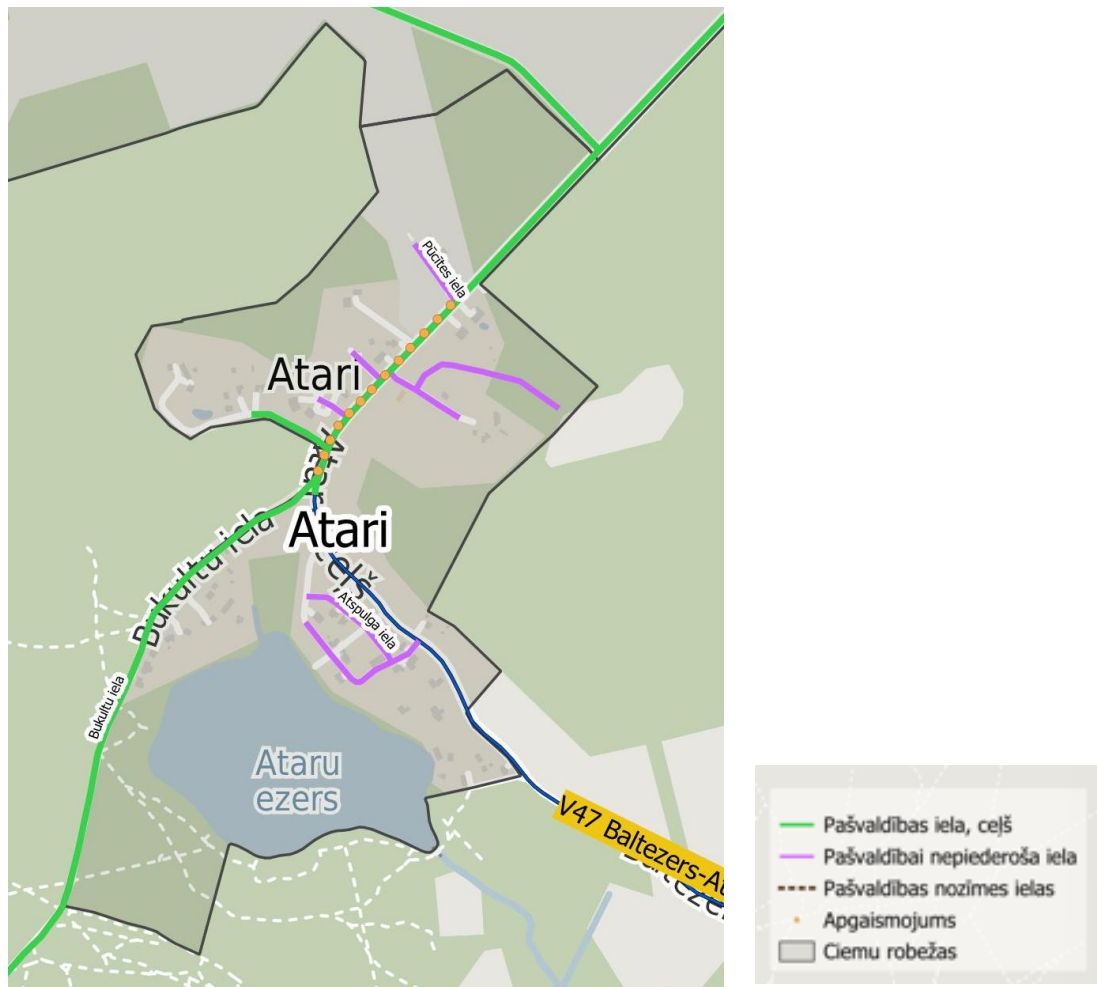 Pūcītes iela
Atari
Atari
Bukultu iela
Atspulga iela
Bukultu iela
Ataru
ezers
V47 Baltezers-At
Pašvaldības iela, ceļš
Pašvaldībai nepiederoša iela
Pašvaldības nozīmes ielas
Apgaismojums
Ciemu robežas